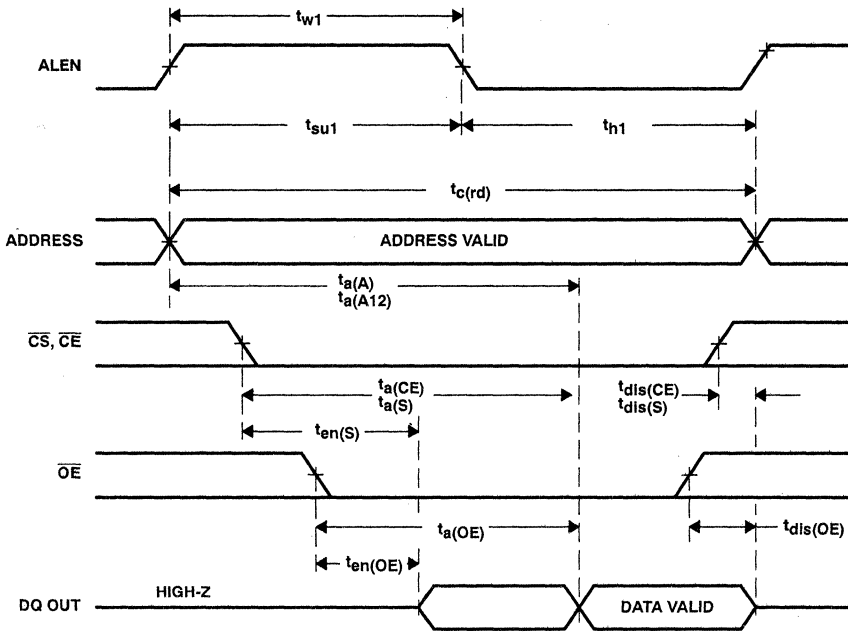 tw1
ALEN
tsu1
th1
tc(rd)
ADDRESS
ADDRESS VALID
ta(A)
ta(A12)
CS, CE
ta(CE)
ta(S)
tdis(CE)
tdis(S)
ten(S)
OE
ta(OE)
tdis(OE)
ten(OE)
HIGH-Z
DQ OUT
DATA VALID